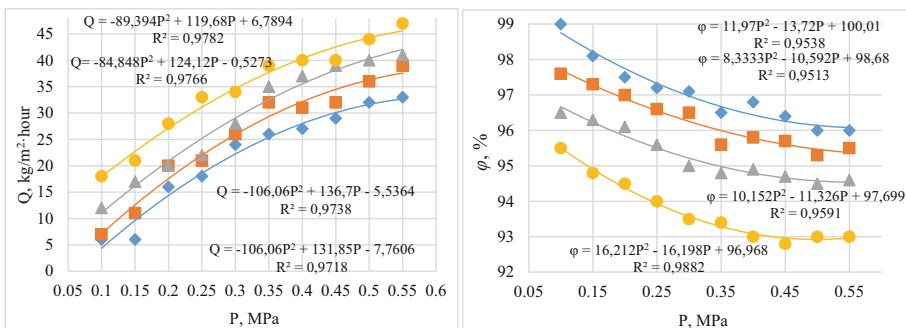 Q = -89,394P² + 119,68P + 6,7894
R² = 0,9782
Q = -84,848P² + 124,12P - 0,5273
R² = 0,9766
Q = -106,06P² + 136,7P - 5,5364
R² = 0,9738
Q = -106,06P² + 131,85P - 7,7606
R² = 0,9718
Q, kg/m²·hour
45
40
35
30
25
20
15
10
5
0
0.05 0.1 0.15 0.2 0.25 0.3 0.35 0.4 0.45 0.5 0.55 0.6
P, MPa
φ = 11,97P² - 13,72P + 100,01
R² = 0,9538
φ = 8,3333P² - 10,592P + 98,68
R² = 0,9513
φ = 10,152P² - 11,326P + 97,699
R² = 0,9591
φ = 16,212P² - 16,198P + 96,968
R² = 0,9882
φ, %
99
98
97
96
95
94
93
92
0.05 0.15 0.25 0.35 0.45 0.55
P, MPa